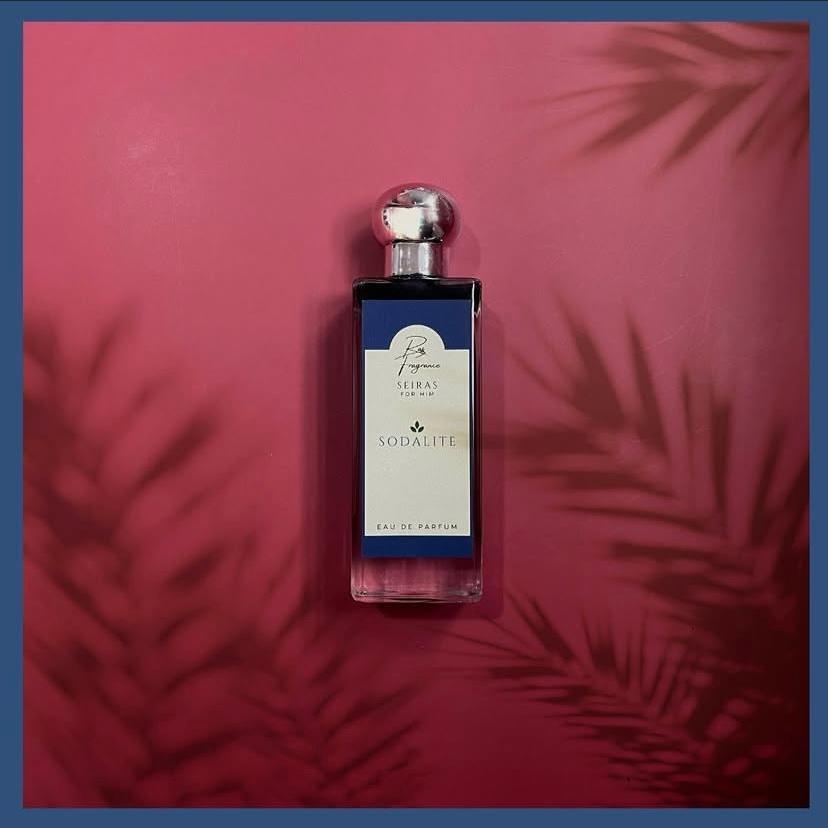 Fragrance
SEIRAS
FOR HIM
SODALITE
EAU DE PARFUM